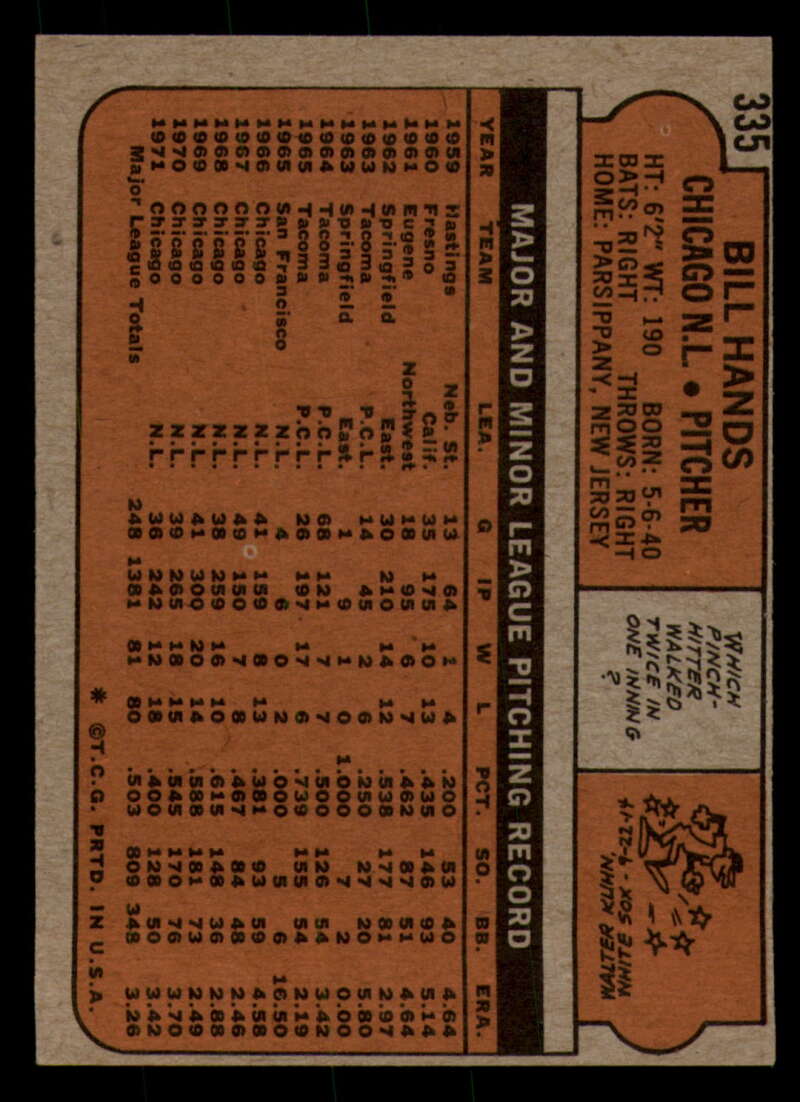 335
BILL HANDS
CHICAGO N.L. • PITCHER
HT: 6'2" WT: 190 BORN: 5-6-40
BATS: RIGHT THROWS: RIGHT
HOME: PARSIPPANY, NEW JERSEY
WHICH
PINCH-
HITTER
WALKED
TWICE IN
ONE INNING
?
WALTER KUHN,
WHITE SOX - 4-22-14
MAJOR AND MINOR LEAGUE PITCHING RECORD
YEAR TEAM LEA. G IP W L PCT. SO. BB. ERA.
1959 Hastings Neb. St. 13 64 1 4 .200 53 40 4.64
1960 Fresno Calif. 35 175 10 13 .435 146 93 5.14
1961 Eugene Northwest 18 95 6 7 .462 87 51 4.64
1962 Springfield East. 30 210 14 12 .538 177 81 2.97
1963 Tacoma P.C.L. 14 45 2 6 .250 27 20 5.80
1963 Springfield East. 1 9 1 0 1.000 7 2 0.00
1964 Tacoma P.C.L. 68 121 7 7 .500 126 54 3.42
1965 Tacoma P.C.L. 26 197 17 6 .739 155 54 2.19
1965 San Francisco N.L. 4 6 0 2 .000 5 6 16.50
1966 Chicago N.L. 41 159 8 13 .381 93 59 4.58
1967 Chicago N.L. 49 150 7 8 .467 84 48 2.46
1968 Chicago N.L. 38 259 16 10 .615 148 36 2.88
1969 Chicago N.L. 41 300 20 14 .588 181 73 2.49
1970 Chicago N.L. 39 265 18 15 .545 170 76 3.70
1971 Chicago N.L. 36 242 12 18 .400 128 50 3.42
Major League Totals 248 1381 81 80 .503 809 348 3.26
* ©T.C.G. PRTD. IN U.S.A.